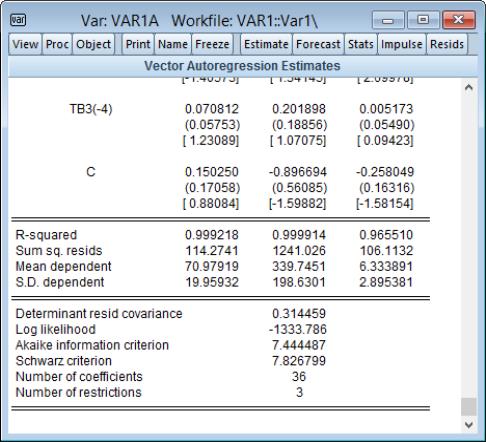 var Var: VAR1A Workfile: VAR1::Var1\
View Proc Object Print Name Freeze Estimate Forecast Stats Impulse Resids
Vector Autoregression Estimates
TB3(-4) 0.070812 0.201898 0.005173
(0.05753) (0.18856) (0.05490)
[ 1.23089] [ 1.07075] [ 0.09423]
C 0.150250 -0.896694 -0.258049
(0.17058) (0.56085) (0.16316)
[ 0.88084] [-1.59882] [-1.58154]
R-squared 0.999218 0.999914 0.965510
Sum sq. resids 114.2741 1241.026 106.1132
Mean dependent 70.97919 339.7451 6.333891
S.D. dependent 19.95932 198.6301 2.895381
Determinant resid covariance 0.314459
Log likelihood -1333.786
Akaike information criterion 7.444487
Schwarz criterion 7.826799
Number of coefficients 36
Number of restrictions 3